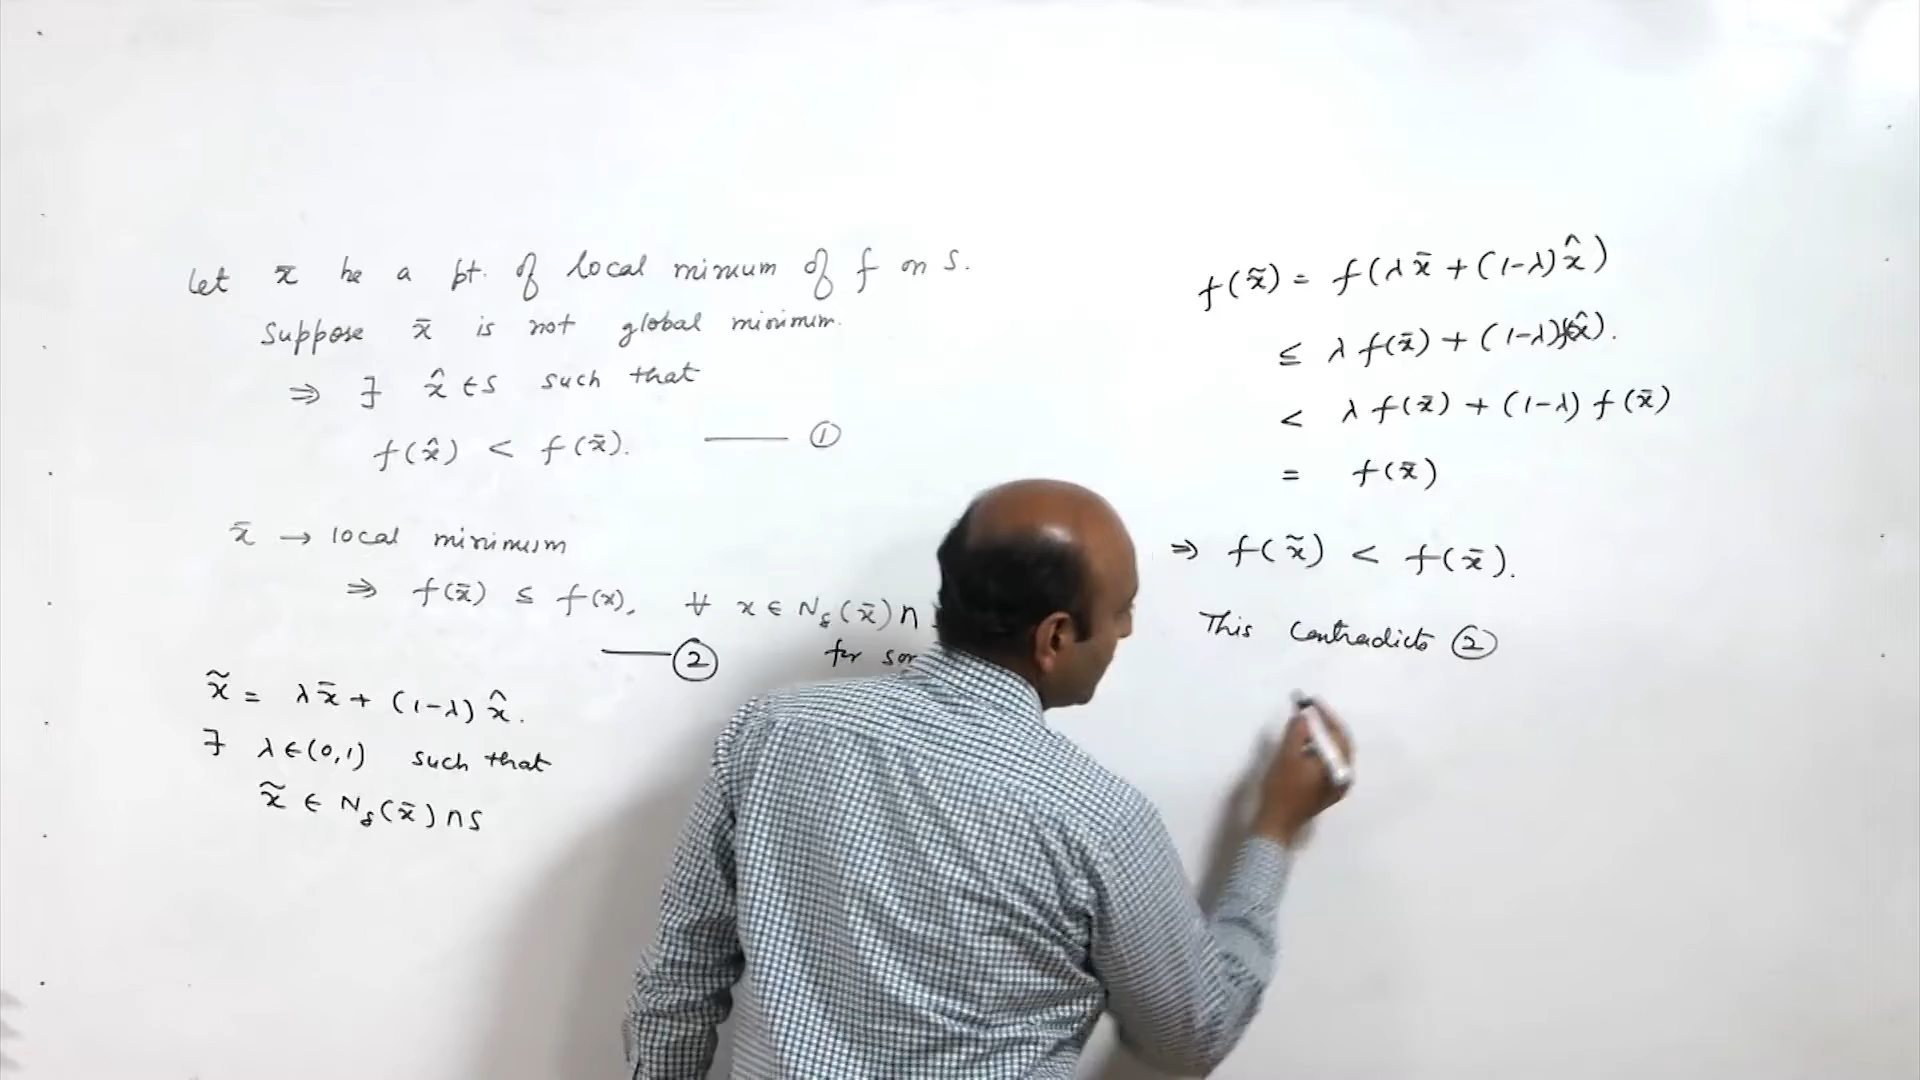 Let x̄ be a pt. of local minimum of f on S.
Suppose x̄ is not global minimum.
⇒ ∃ x̂ ∈ S such that
f(x̂) < f(x̄). —— ①
x̄ → local minimum
⇒ f(x̄) ≤ f(x), ∀ x ∈ N_δ(x̄) ∩
—— ② for
x̃ = λx̄ + (1-λ) x̂.
∃ λ ∈ (0,1) such that
x̃ ∈ N_δ(x̄) ∩ S
f(x̃) = f(λx̄ + (1-λ) x̂)
≤ λ f(x̄) + (1-λ) f(x̂).
< λ f(x̄) + (1-λ) f(x̄)
= f(x̄)
⇒ f(x̃) < f(x̄).
This contradicts ②